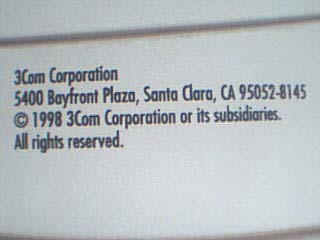 3Com Corporation
5400 Bayfront Plaza, Santa Clara, CA 95052-8145
© 1998 3Com Corporation or its subsidiaries.
All rights reserved.